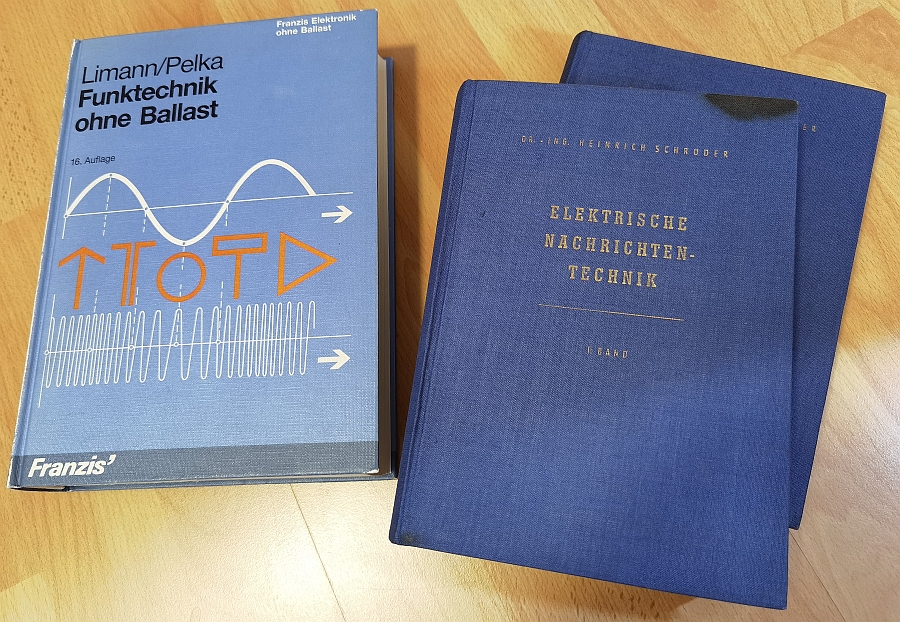 Franzis Elektronik
ohne Ballast
Limann/Pelka
Funktechnik
ohne Ballast
16. Auflage
Franzis'
DR.-ING. HEINRICH SCHRÖDER
ELEKTRISCHE
NACHRICHTEN-
TECHNIK
I. BAND